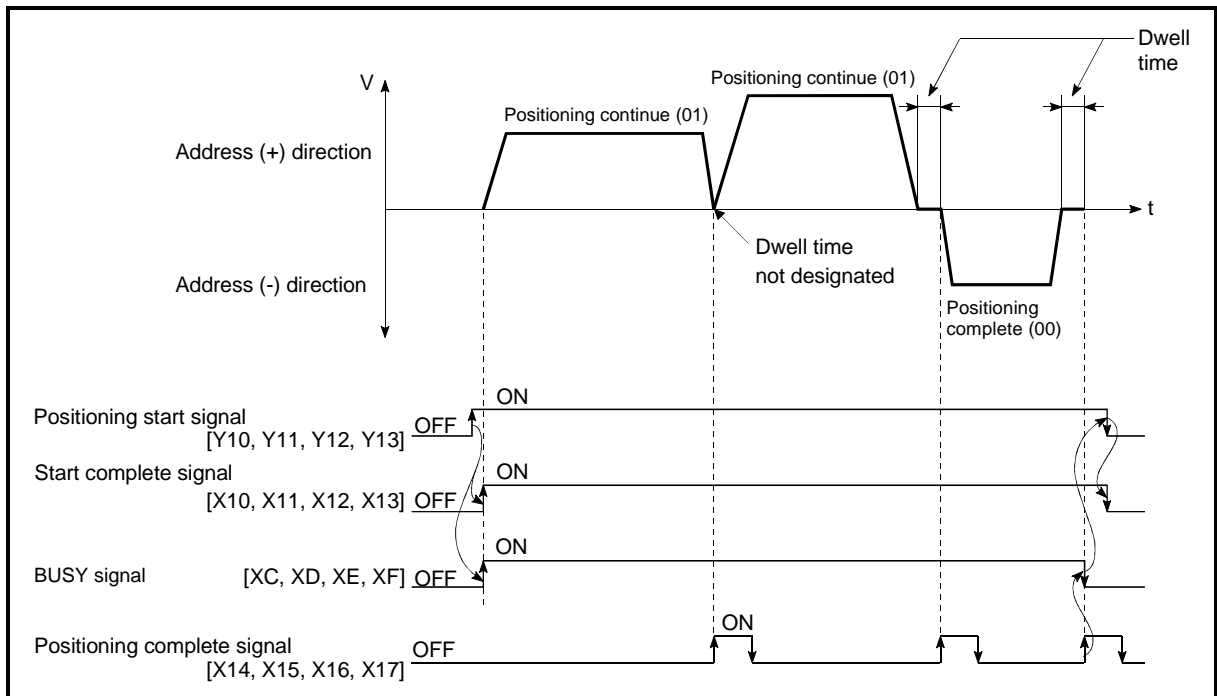 Dwell
time
V
Positioning continue (01)
Positioning continue (01)
Address (+) direction
t
Dwell time
not designated
Address (-) direction
Positioning
complete (00)
ON
Positioning start signal
[Y10, Y11, Y12, Y13] OFF
ON
Start complete signal
[X10, X11, X12, X13] OFF
ON
BUSY signal [XC, XD, XE, XF] OFF
ON
Positioning complete signal OFF
[X14, X15, X16, X17]